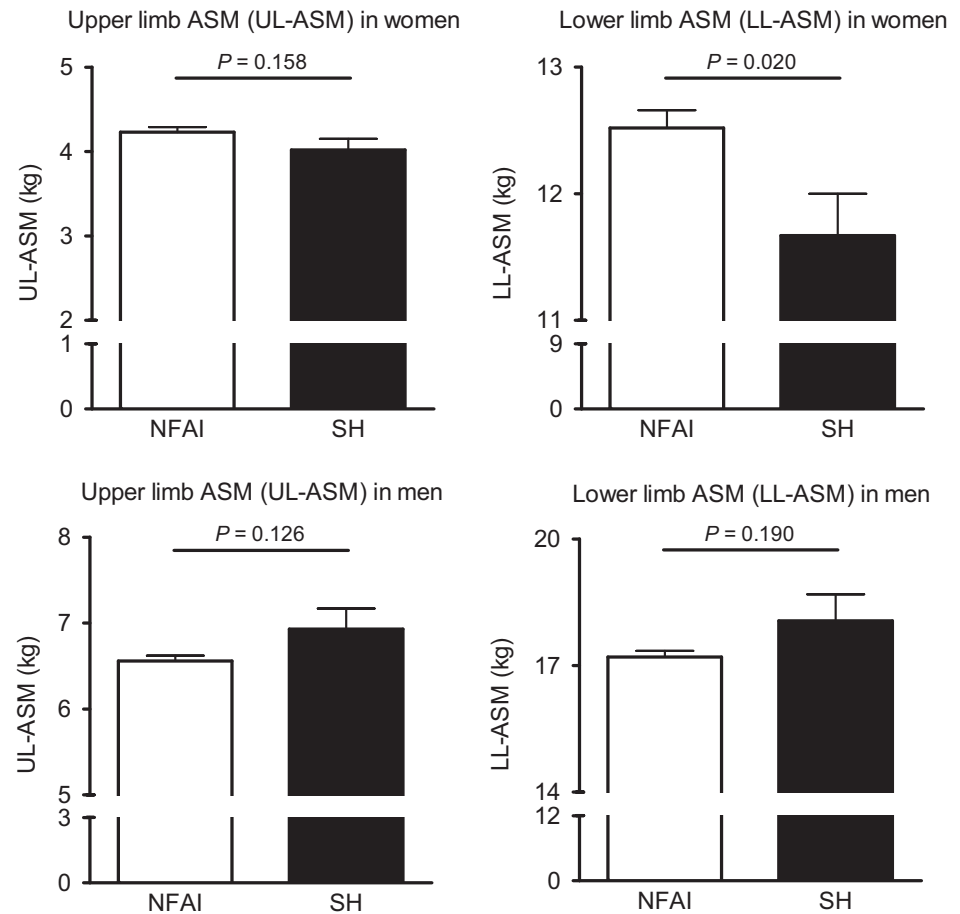 Upper limb ASM (UL-ASM) in women
P = 0.158
5
4
3
2
1
0
UL-ASM (kg)
NFAI SH
Lower limb ASM (LL-ASM) in women
P = 0.020
13
12
11
9
0
LL-ASM (kg)
NFAI SH
Upper limb ASM (UL-ASM) in men
P = 0.126
8
7
6
5
3
0
UL-ASM (kg)
NFAI SH
Lower limb ASM (LL-ASM) in men
P = 0.190
20
17
14
12
0
LL-ASM (kg)
NFAI SH